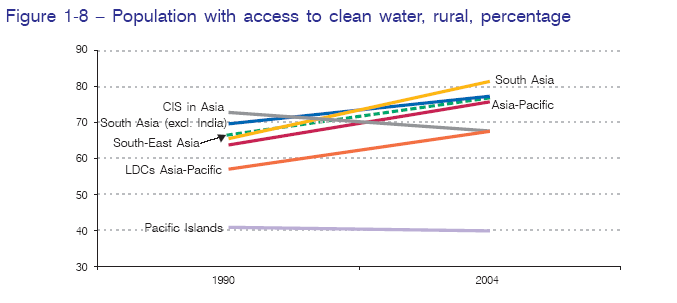 Figure 1-8 – Population with access to clean water, rural, percentage
90
80
70
60
50
40
30
South Asia
CIS in Asia
Asia-Pacific
South Asia (excl. India)
South-East Asia
LDCs Asia-Pacific
Pacific Islands
1990
2004